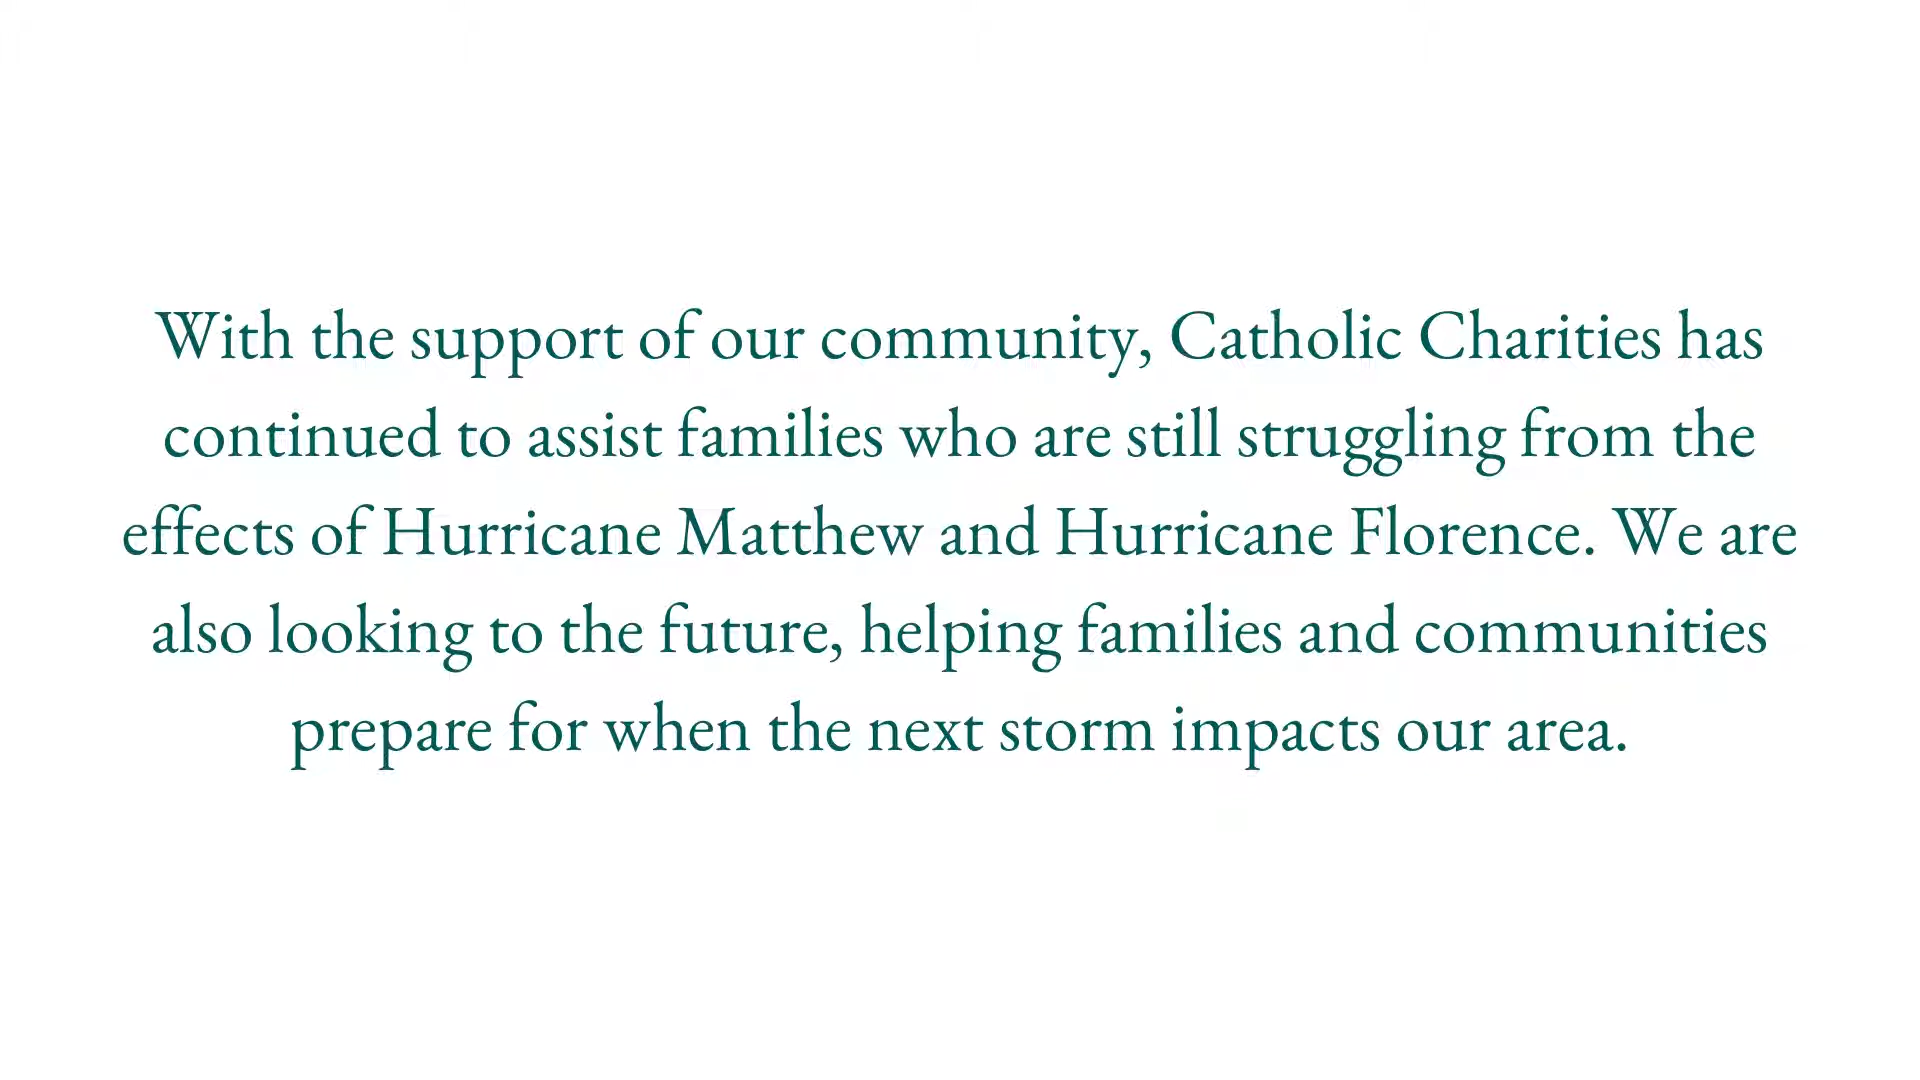 With the support of our community, Catholic Charities has
continued to assist families who are still struggling from the
effects of Hurricane Matthew and Hurricane Florence. We are
also looking to the future, helping families and communities
prepare for when the next storm impacts our area.